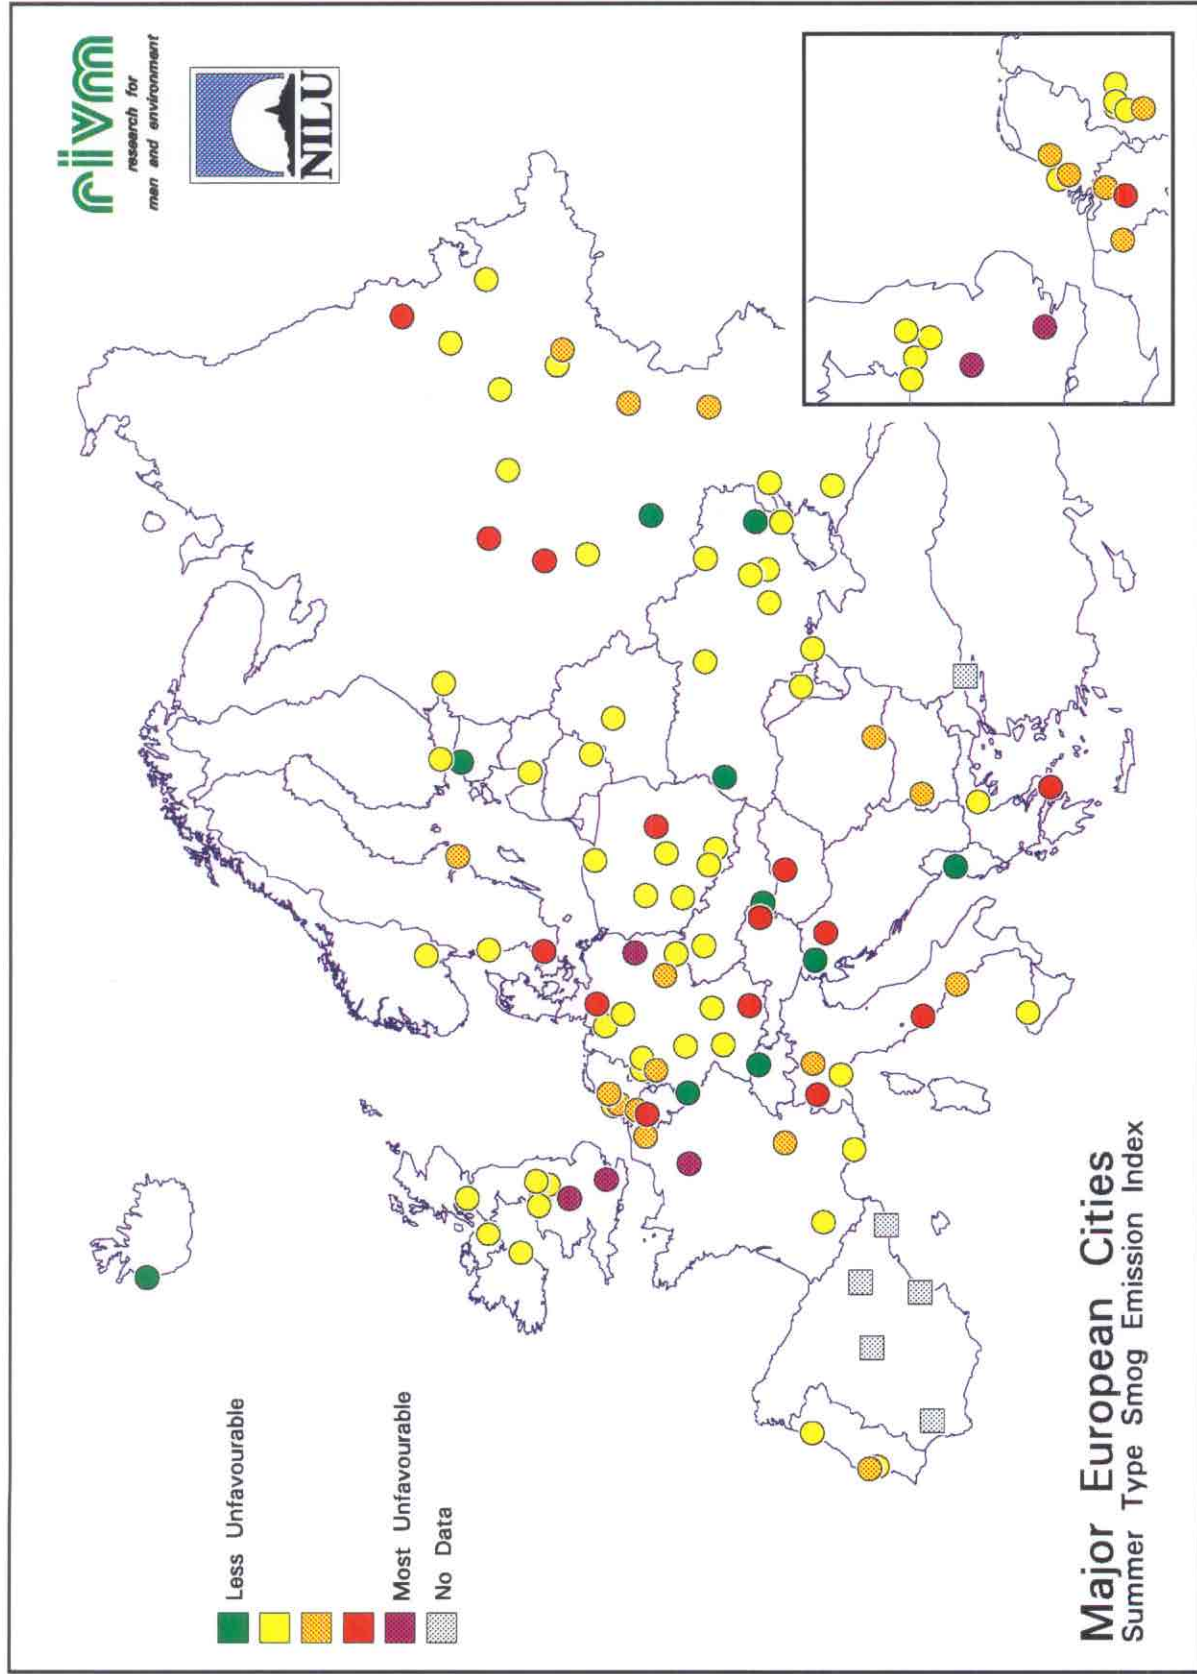 riivm
research for
man and environment
NILU
Less Unfavourable
Most Unfavourable
No Data
Major European Cities
Summer Type Smog Emission Index